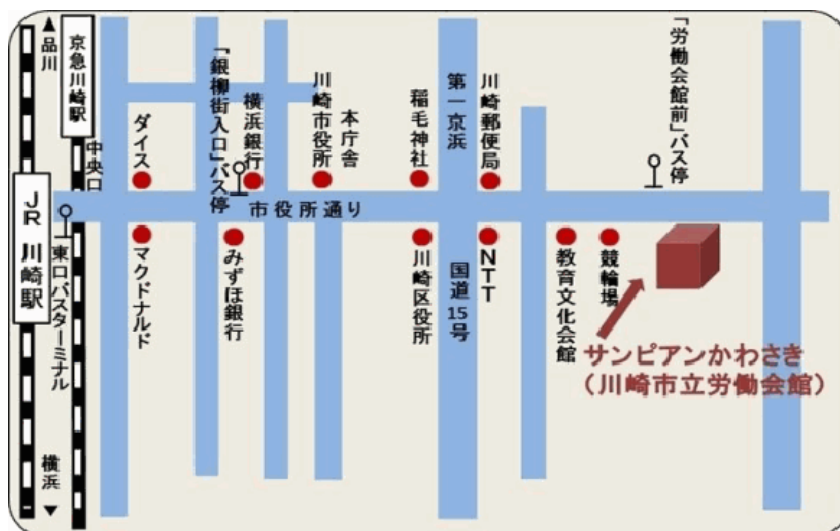 ▲
品川
京急川崎駅
中央口
JR 川崎駅
東口バスターミナル
横浜
▼
ダイス
マクドナルド
「銀柳街入口」バス停
みずほ銀行
横浜銀行
川崎市役所
本庁舎
市役所通り
稲毛神社
川崎区役所
第一京浜
国道15号
川崎郵便局
NTT
教育文化会館
競輪場
「労働会館前」バス停
サンピアンかわさき
（川崎市立労働会館）